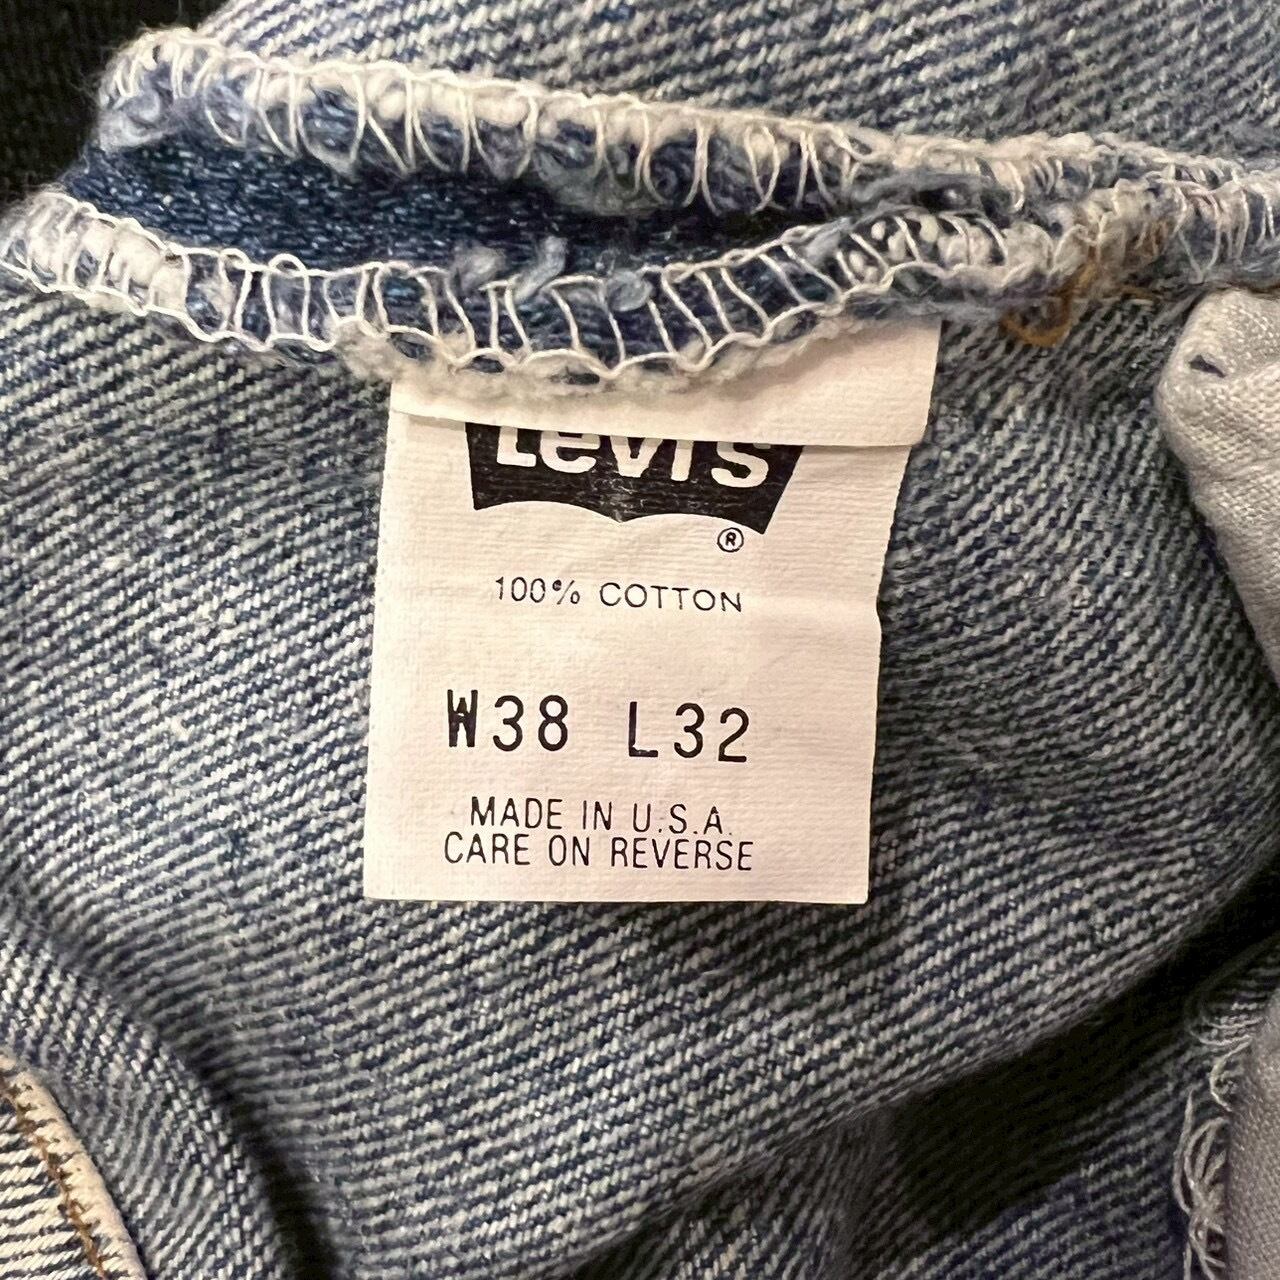 Levi's
®
100% COTTON
W38 L32
MADE IN U.S.A.
CARE ON REVERSE